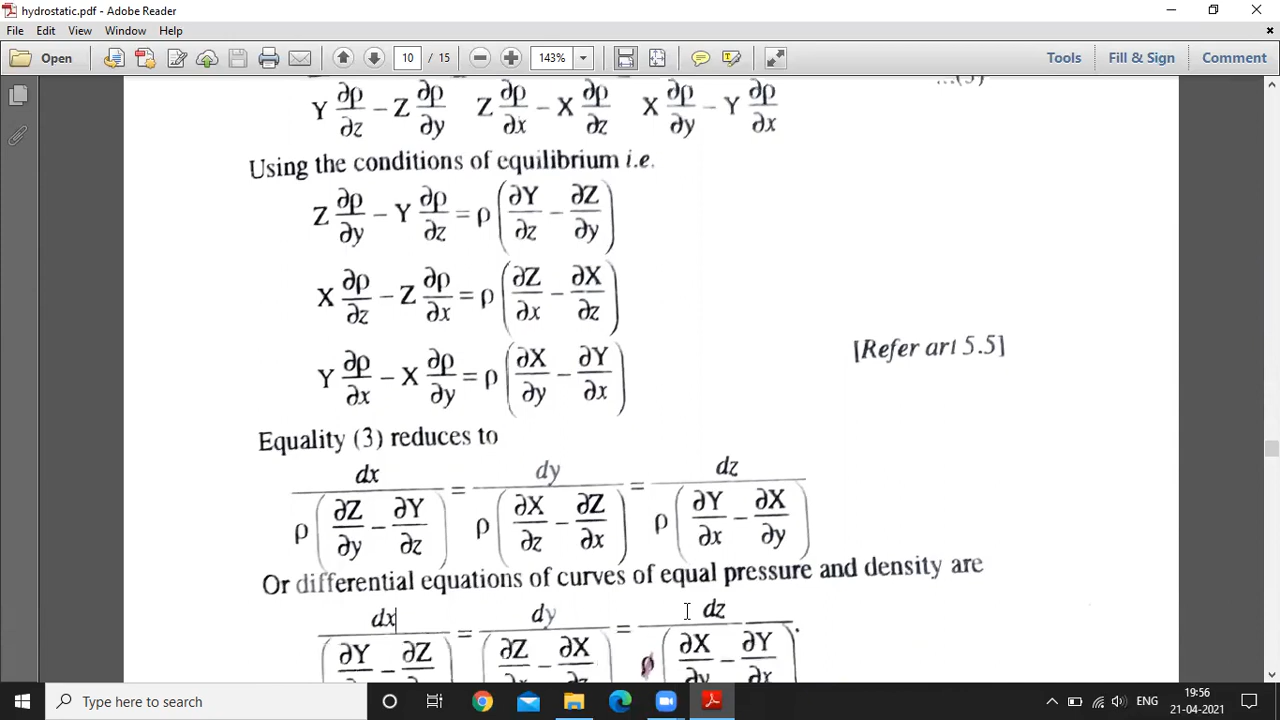 hydrostatic.pdf - Adobe Reader
File Edit View Window Help
Open 10 / 15 143% Tools Fill & Sign Comment
...(3)
Y ∂ρ/∂z − Z ∂ρ/∂y Z ∂ρ/∂x − X ∂ρ/∂z X ∂ρ/∂y − Y ∂ρ/∂x
Using the conditions of equilibrium i.e.
Z ∂ρ/∂y − Y ∂ρ/∂z = ρ (∂Y/∂z − ∂Z/∂y)
X ∂ρ/∂z − Z ∂ρ/∂x = ρ (∂Z/∂x − ∂X/∂z)
[Refer art 5.5]
Y ∂ρ/∂x − X ∂ρ/∂y = ρ (∂X/∂y − ∂Y/∂x)
Equality (3) reduces to
dx / ρ (∂Z/∂y − ∂Y/∂z) = dy / ρ (∂X/∂z − ∂Z/∂x) = dz / ρ (∂Y/∂x − ∂X/∂y)
Or differential equations of curves of equal pressure and density are
dx / (∂Y/ − ∂Z/ ) = dy / (∂Z/ − ∂X/ ) = dz / (∂X/∂y − ∂Y/∂x).
Type here to search
ENG
19:56
21-04-2021